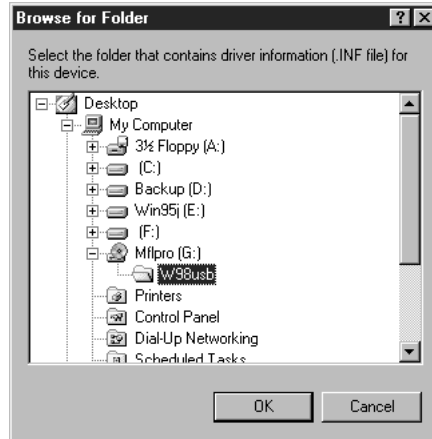 Browse for Folder
Select the folder that contains driver information (.INF file) for
this device.
Desktop
My Computer
3½ Floppy (A:)
(C:)
Backup (D:)
Win95j (E:)
(F:)
Mflpro (G:)
W98usb
Printers
Control Panel
Dial-Up Networking
Scheduled Tasks
OK Cancel